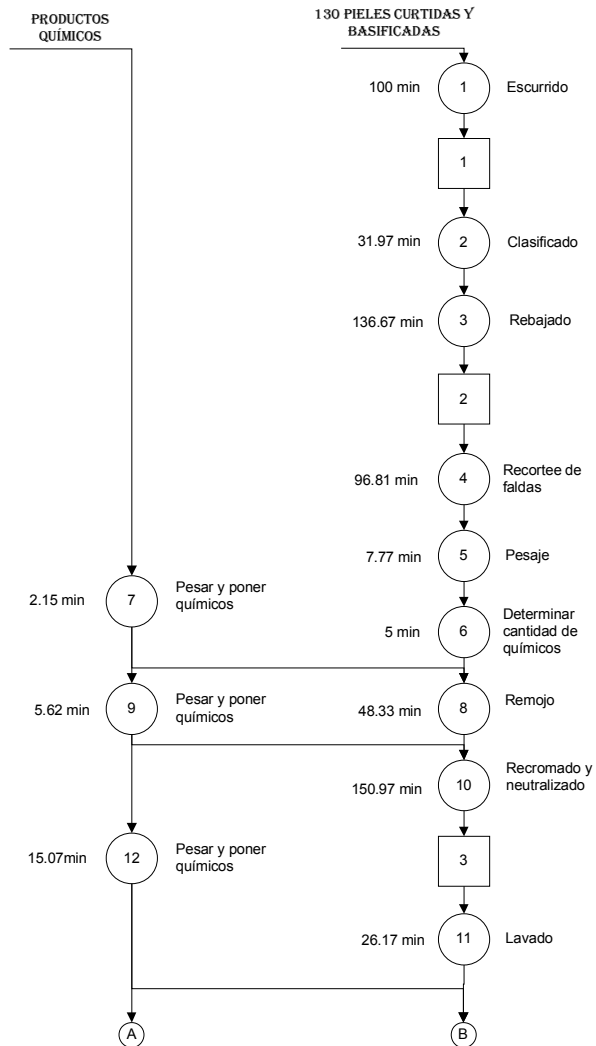 PRODUCTOS
QUÍMICOS
130 PIELES CURTIDAS Y
BASIFICADAS
100 min
1
Escurrido
1
31.97 min
2
Clasificado
136.67 min
3
Rebajado
2
96.81 min
4
Recortee de
faldas
7.77 min
5
Pesaje
2.15 min
7
Pesar y poner
químicos
5 min
6
Determinar
cantidad de
químicos
5.62 min
9
Pesar y poner
químicos
48.33 min
8
Remojo
150.97 min
10
Recromado y
neutralizado
15.07min
12
Pesar y poner
químicos
3
26.17 min
11
Lavado
A
B